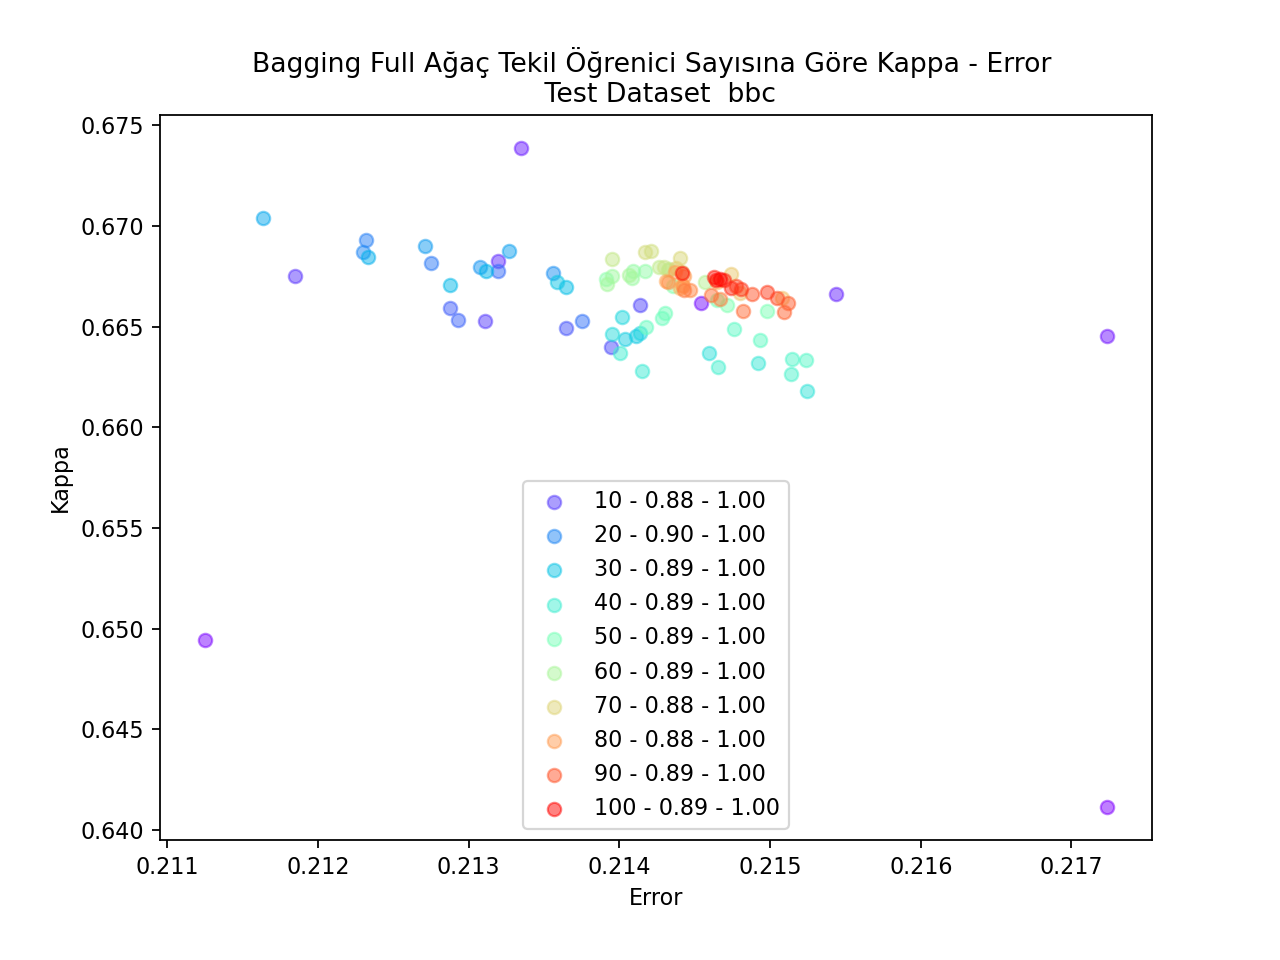 Bagging Full Ağaç Tekil Öğrenici Sayısına Göre Kappa - Error
Test Dataset  bbc
0.675
0.670
0.665
0.660
0.655
0.650
0.645
0.640
Kappa
10 - 0.88 - 1.00
20 - 0.90 - 1.00
30 - 0.89 - 1.00
40 - 0.89 - 1.00
50 - 0.89 - 1.00
60 - 0.89 - 1.00
70 - 0.88 - 1.00
80 - 0.88 - 1.00
90 - 0.89 - 1.00
100 - 0.89 - 1.00
0.211 0.212 0.213 0.214 0.215 0.216 0.217
Error